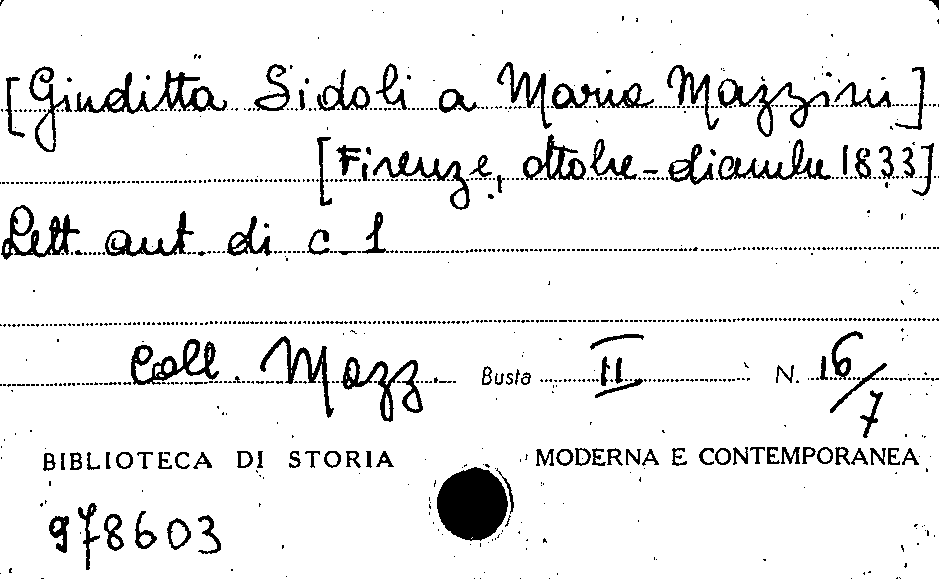 [Giuditta Sidoli a Maria Mazzini]
[Firenze, ottobre-dicembre 1833]
Lett. aut. di c. 1
Coll. Mazz. Busta II N. 16/7
BIBLIOTECA DI STORIA MODERNA E CONTEMPORANEA
978603